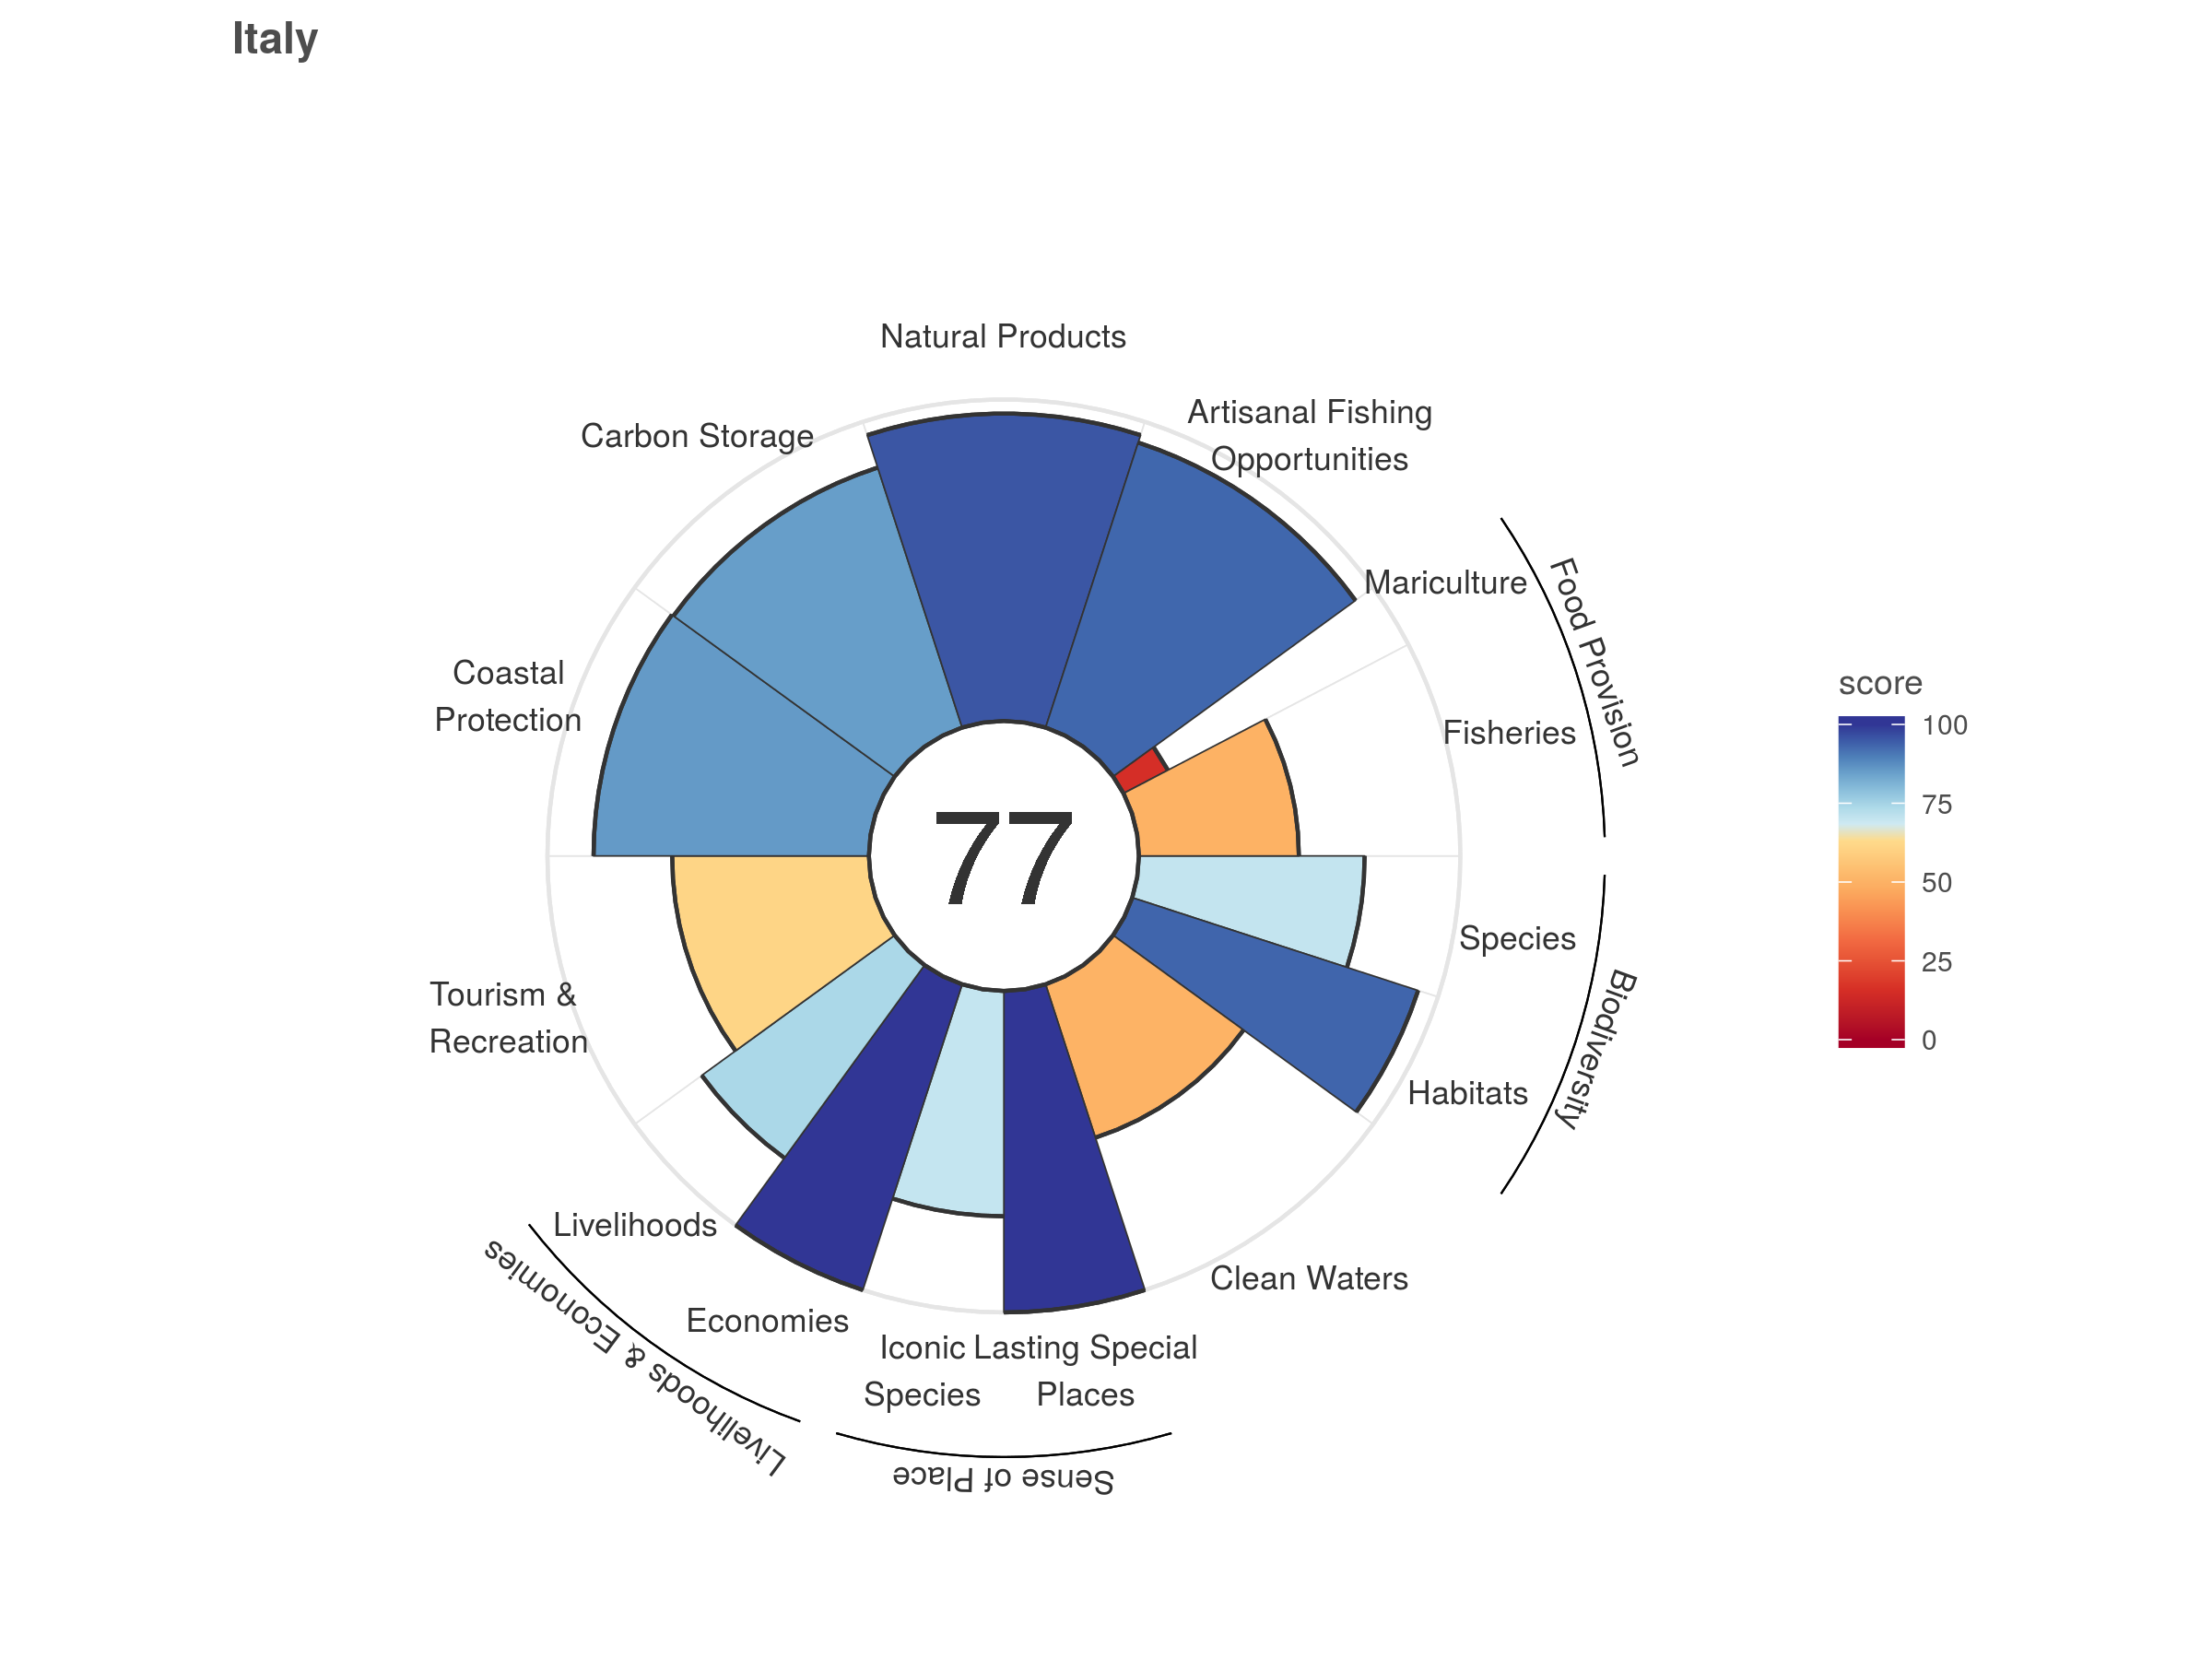 Italy
Natural Products
Artisanal Fishing
Opportunities
Carbon Storage
Mariculture
Food Provision
Coastal
Protection
Fisheries
77
score
100
75
50
25
0
Species
Biodiversity
Tourism &
Recreation
Habitats
Livelihoods
Clean Waters
Economies
Livelihoods & Economies
Iconic
Species
Lasting Special
Places
Sense of Place